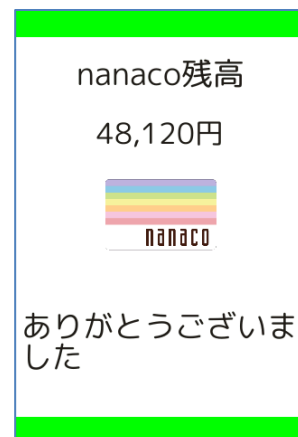 nanaco残高
48,120円
nanaco
ありがとうございま
した